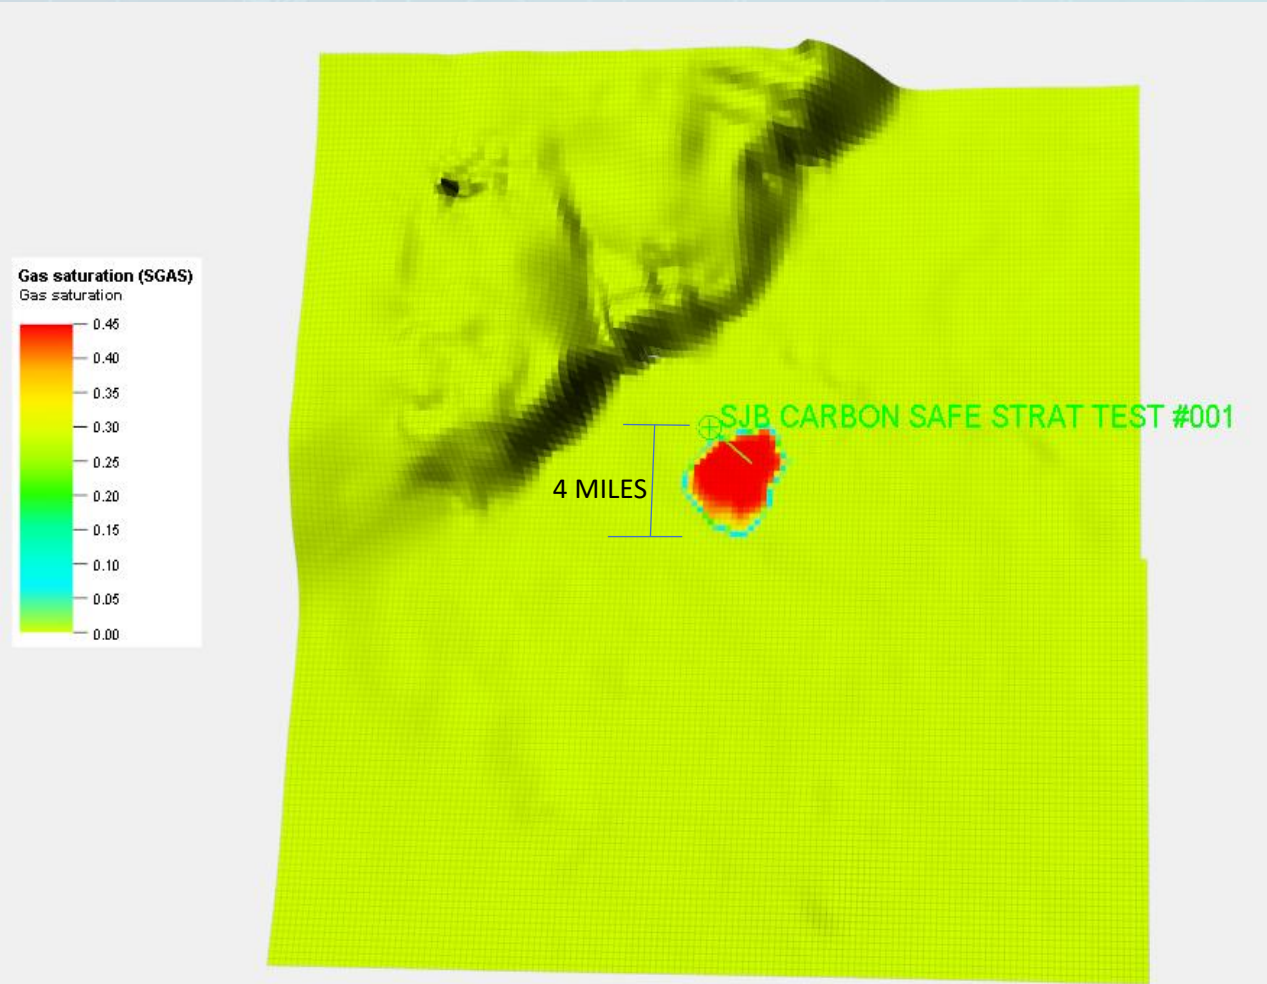 SJB CARBON SAFE STRAT TEST #001
4 MILES
Gas saturation (SGAS)
Gas saturation
0.45
0.40
0.35
0.30
0.25
0.20
0.15
0.10
0.05
0.00